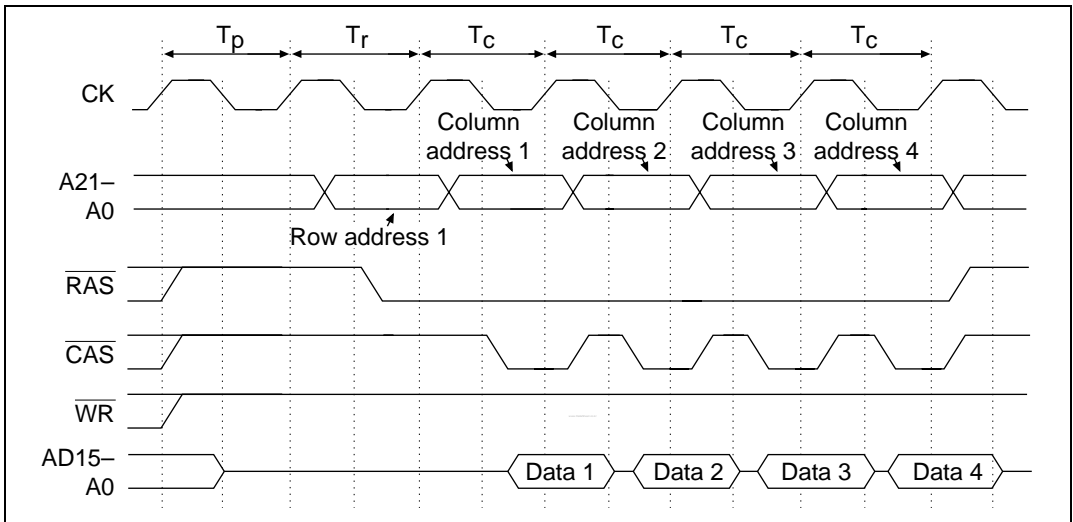 Tp Tr Tc Tc Tc Tc
CK
Column address 1
Column address 2
Column address 3
Column address 4
A21–
A0
Row address 1
RAS
CAS
WR
AD15–
A0
Data 1 Data 2 Data 3 Data 4